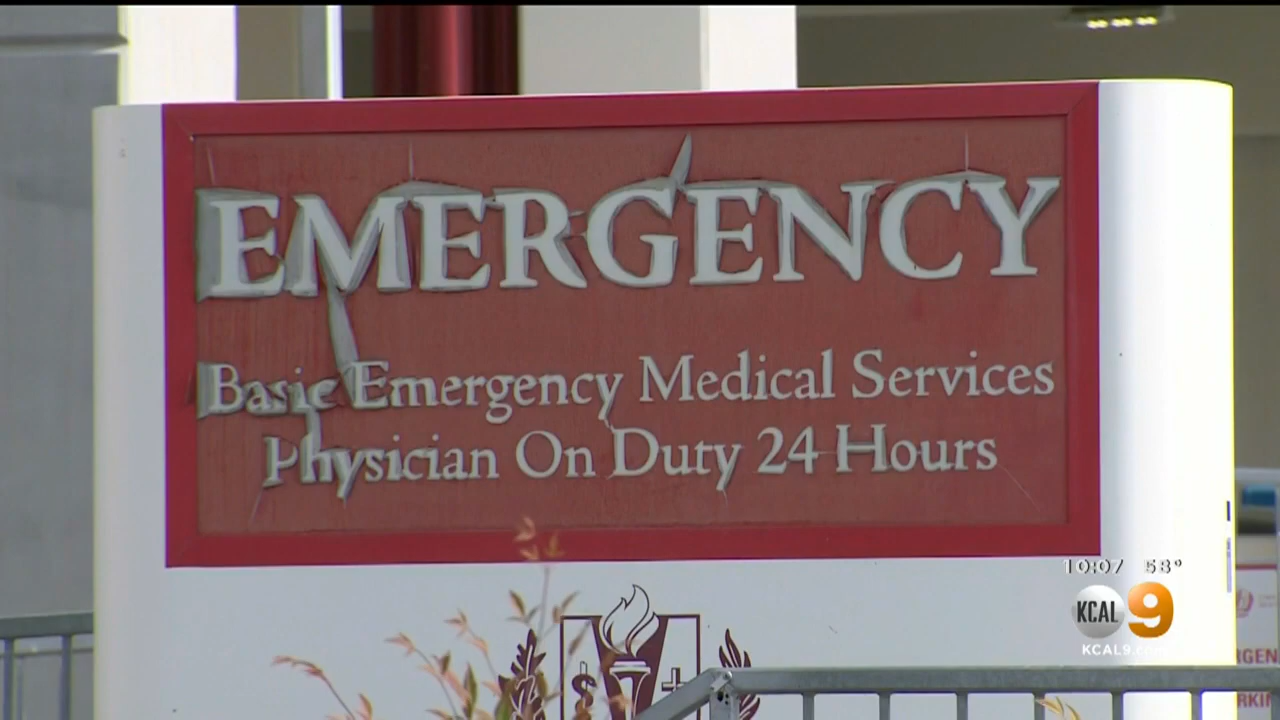 EMERGENCY
Basic Emergency Medical Services
Physician On Duty 24 Hours
10:07 58°
KCAL 9
KCAL9.com